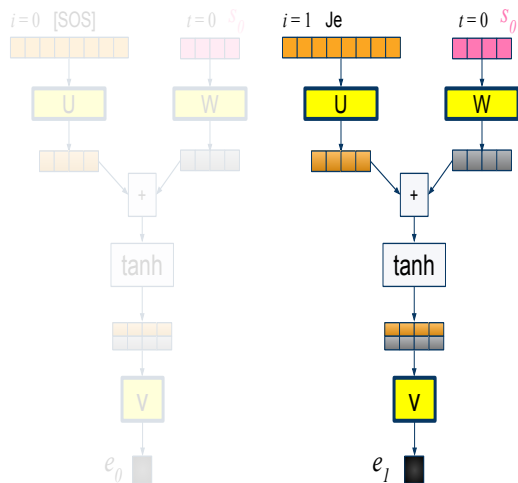 i = 0 [SOS] t = 0 s₀ i = 1 Je t = 0 s₀
U W U W
+ +
tanh tanh
V V
e₀ e₁